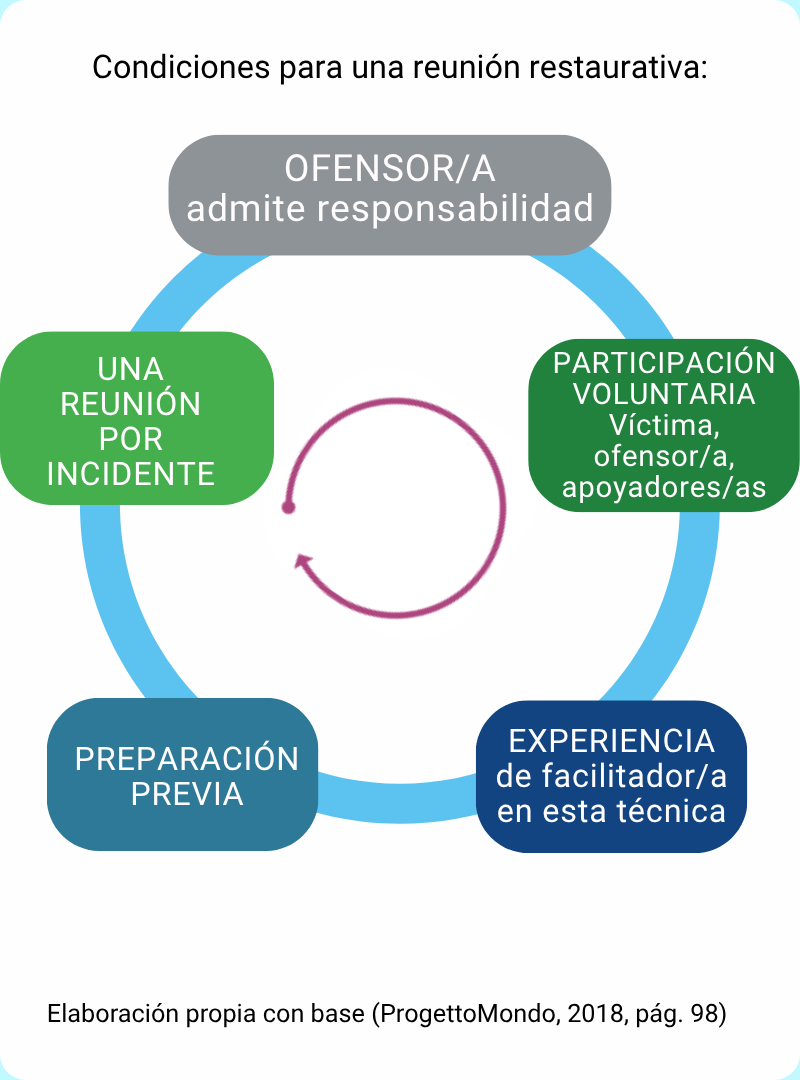 Condiciones para una reunión restaurativa:
OFENSOR/A
admite responsabilidad
UNA
REUNIÓN
POR
INCIDENTE
PARTICIPACIÓN
VOLUNTARIA
Víctima,
ofensor/a,
apoyadores/as
PREPARACIÓN
PREVIA
EXPERIENCIA
de facilitador/a
en esta técnica
Elaboración propia con base (ProgettoMondo, 2018, pág. 98)